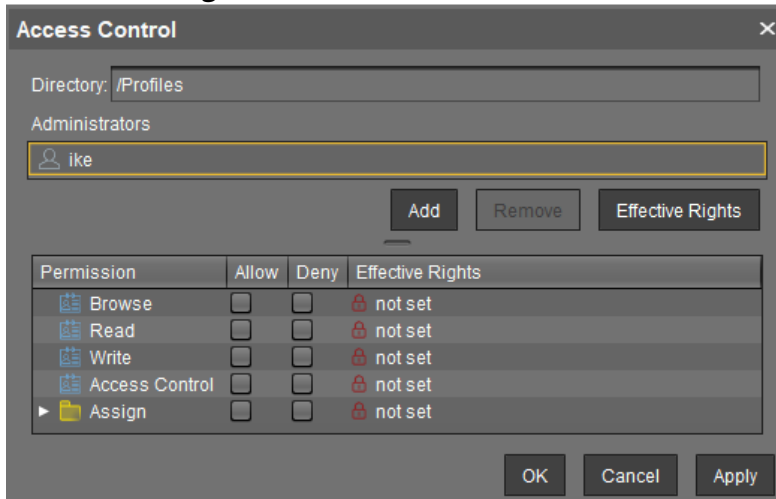 Access Control ×
Directory: /Profiles
Administrators
ike
Add Remove Effective Rights
Permission Allow Deny Effective Rights
Browse not set
Read not set
Write not set
Access Control not set
Assign not set
OK Cancel Apply